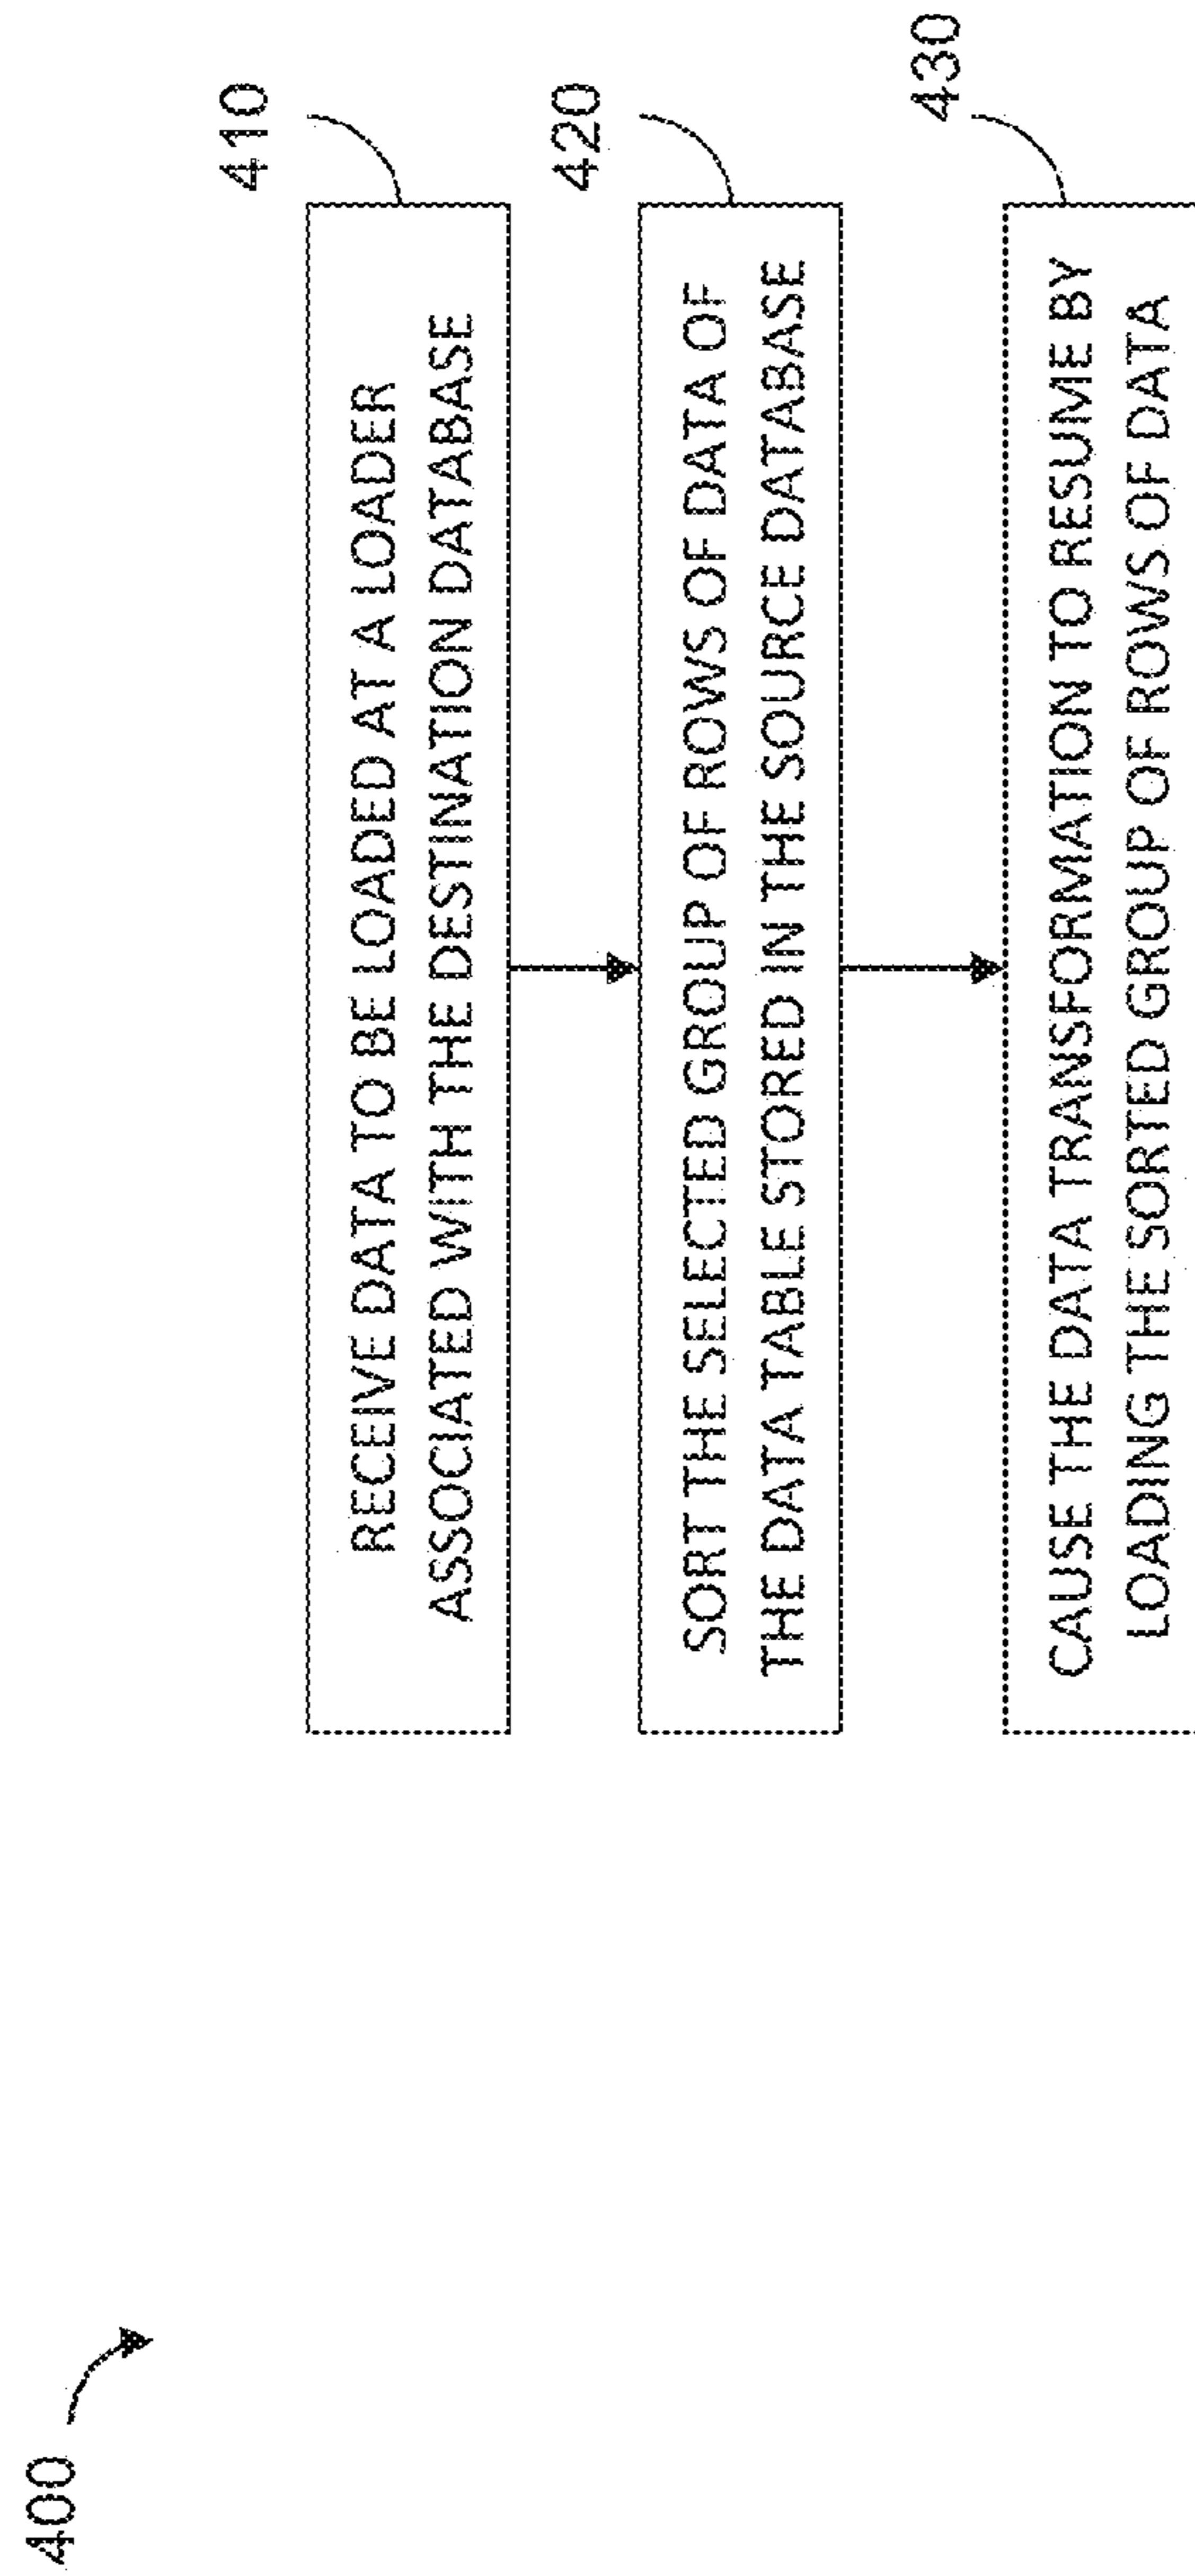 400
410
RECEIVE DATA TO BE LOADED AT A LOADER
ASSOCIATED WITH THE DESTINATION DATABASE
420
SORT THE SELECTED GROUP OF ROWS OF DATA OF
THE DATA TABLE STORED IN THE SOURCE DATABASE
430
CAUSE THE DATA TRANSFORMATION TO RESUME BY
LOADING THE SORTED GROUP OF ROWS OF DATA